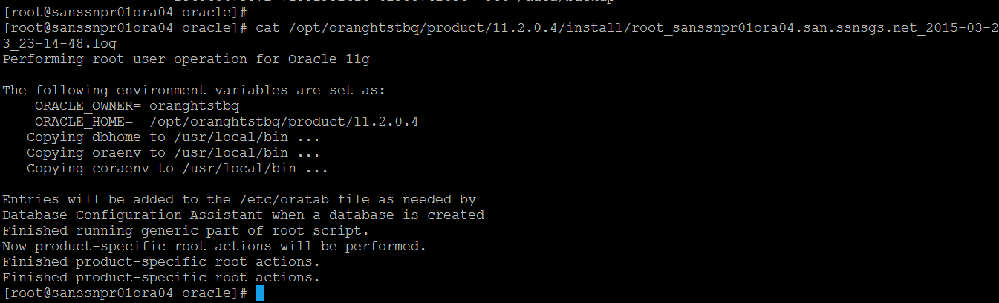 [root@sanssnpr01ora04 oracle]#
[root@sanssnpr01ora04 oracle]# cat /opt/oranghtstbq/product/11.2.0.4/install/root_sanssnpr01ora04.san.ssnsgs.net_2015-03-2
3_23-14-48.log
Performing root user operation for Oracle 11g
The following environment variables are set as:
ORACLE_OWNER= oranghtstbq
ORACLE_HOME=  /opt/oranghtstbq/product/11.2.0.4
Copying dbhome to /usr/local/bin ...
Copying oraenv to /usr/local/bin ...
Copying coraenv to /usr/local/bin ...
Entries will be added to the /etc/oratab file as needed by
Database Configuration Assistant when a database is created
Finished running generic part of root script.
Now product-specific root actions will be performed.
Finished product-specific root actions.
Finished product-specific root actions.
[root@sanssnpr01ora04 oracle]#